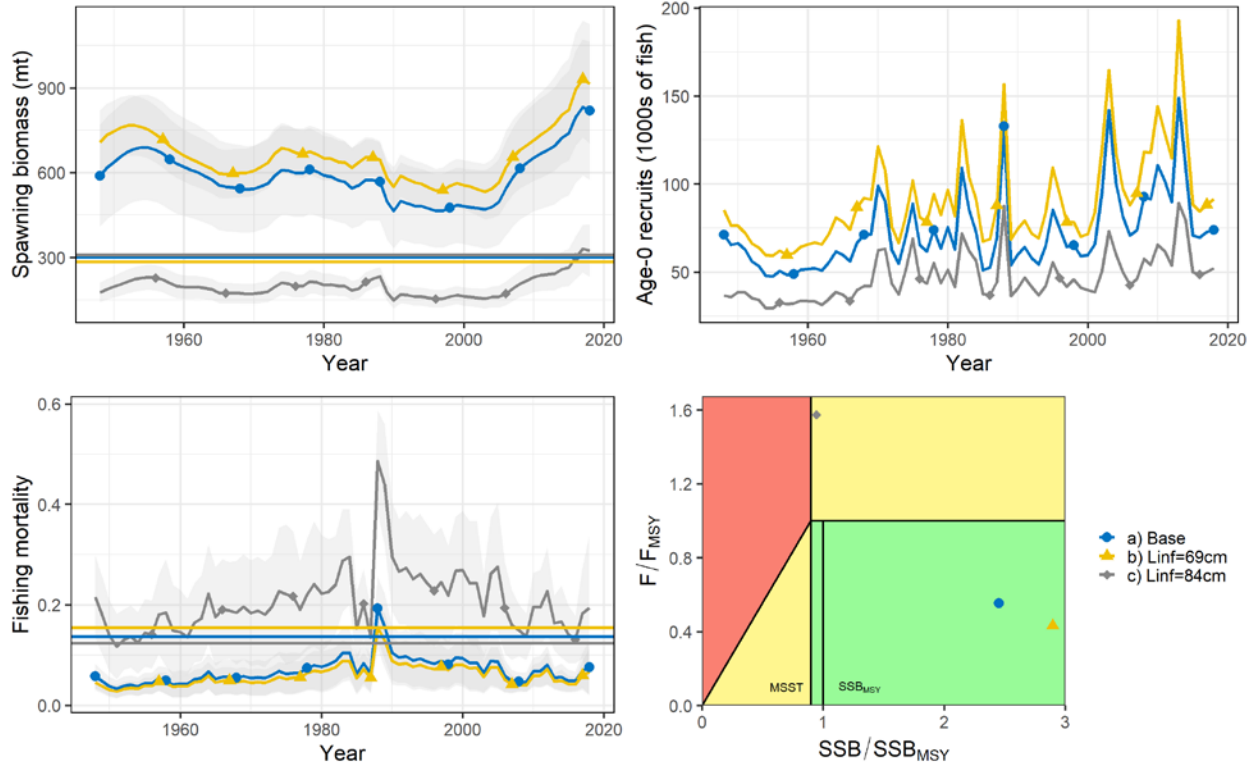 Spawning biomass (mt)
900
600
300
1960
1980
2000
2020
Year
Age-0 recruits (1000s of fish)
200
150
100
50
1960
1980
2000
2020
Year
Fishing mortality
0.6
0.4
0.2
0.0
1960
1980
2000
2020
Year
F/F_MSY
1.6
1.2
0.8
0.4
0.0
MSST
SSB_MSY
0
1
2
3
SSB/SSB_MSY
a) Base
b) Linf=69cm
c) Linf=84cm